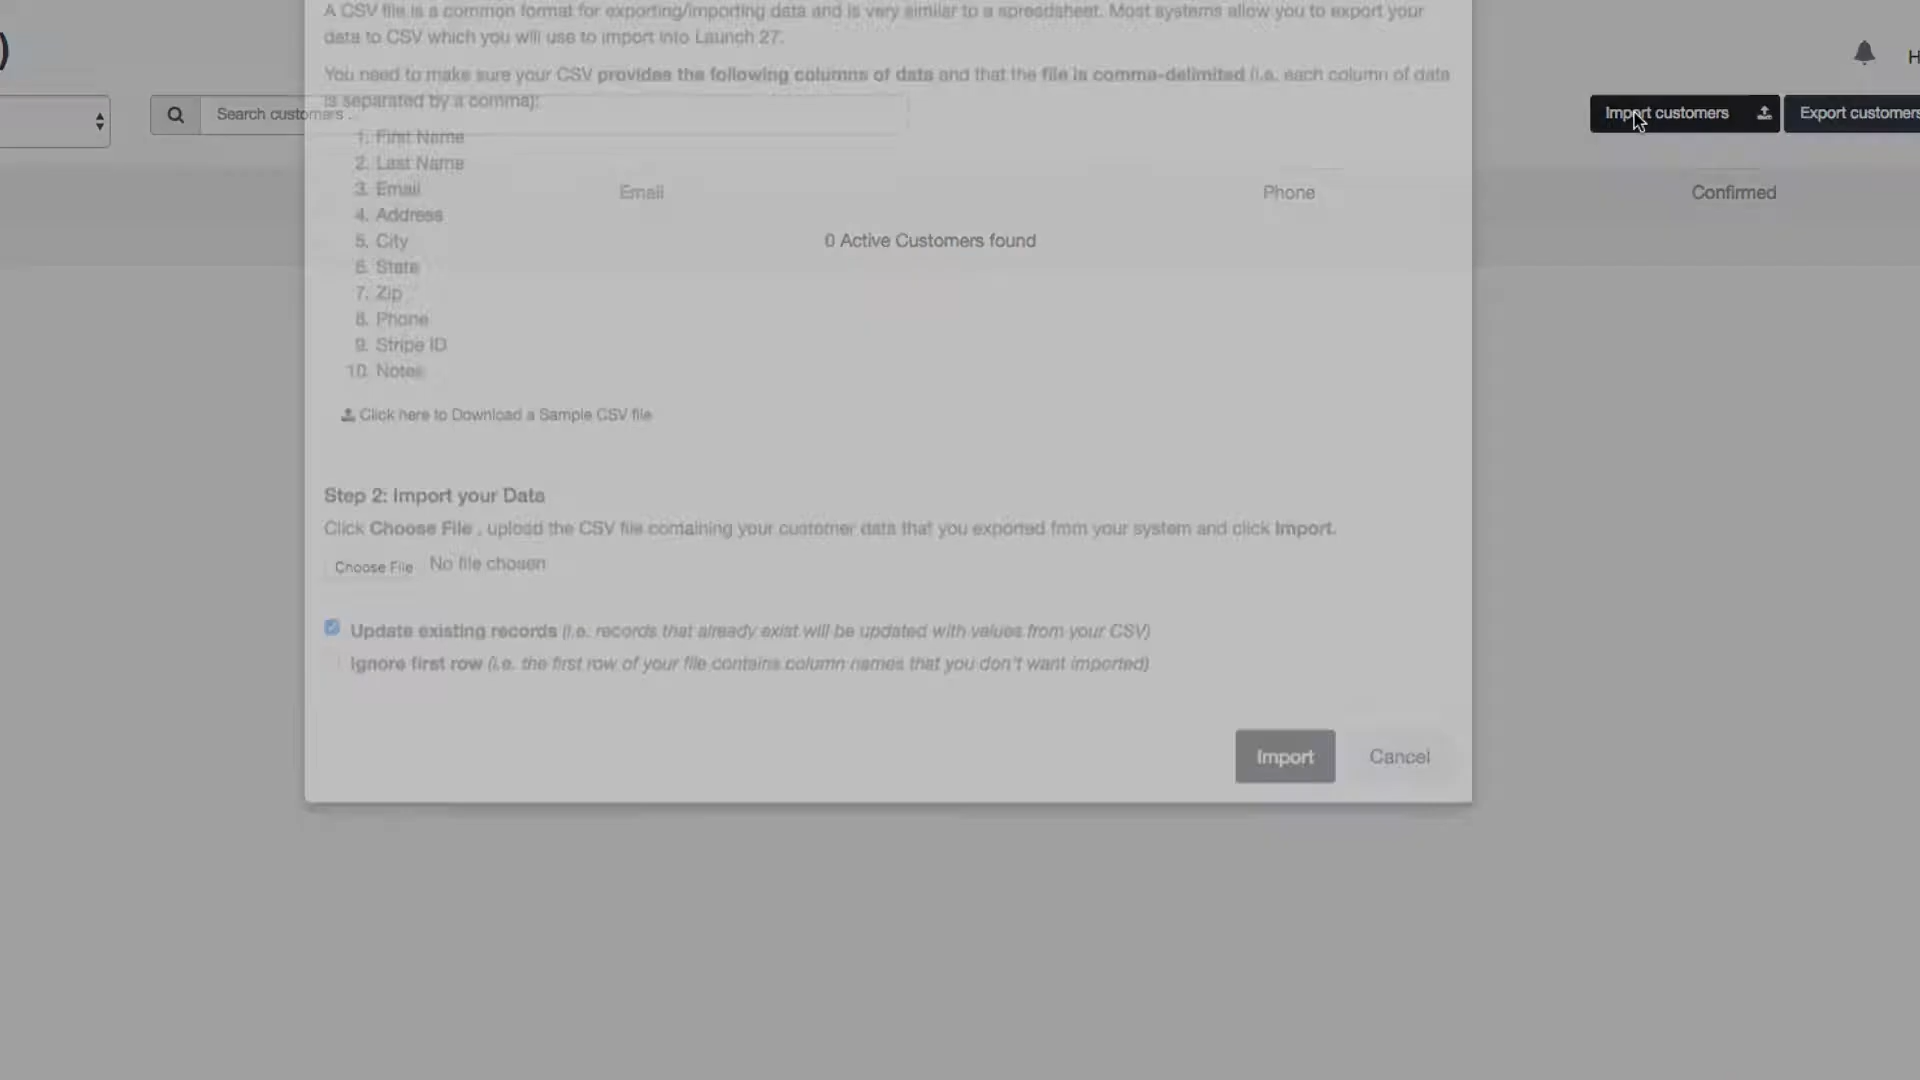 A CSV file is a common format for exporting/importing data and is very similar to a spreadsheet. Most systems allow you to export your
data to CSV which you will use to import into Launch 27.
)
H
You need to make sure your CSV provides the following columns of data and that the file is comma-delimited (i.e. each column of data
is separated by a comma):
Search customers ...
Import customers
Export customers
1. First Name
2. Last Name
3. Email
Email
Phone
Confirmed
4. Address
5. City
0 Active Customers found
6. State
7. Zip
8. Phone
9. Stripe ID
10. Notes
Click here to Download a Sample CSV file
Step 2: Import your Data
Click Choose File , upload the CSV file containing your customer data that you exported from your system and click Import.
Choose File No file chosen
Update existing records (i.e. records that already exist will be updated with values from your CSV)
Ignore first row (i.e. the first row of your file contains column names that you don't want imported)
Import
Cancel